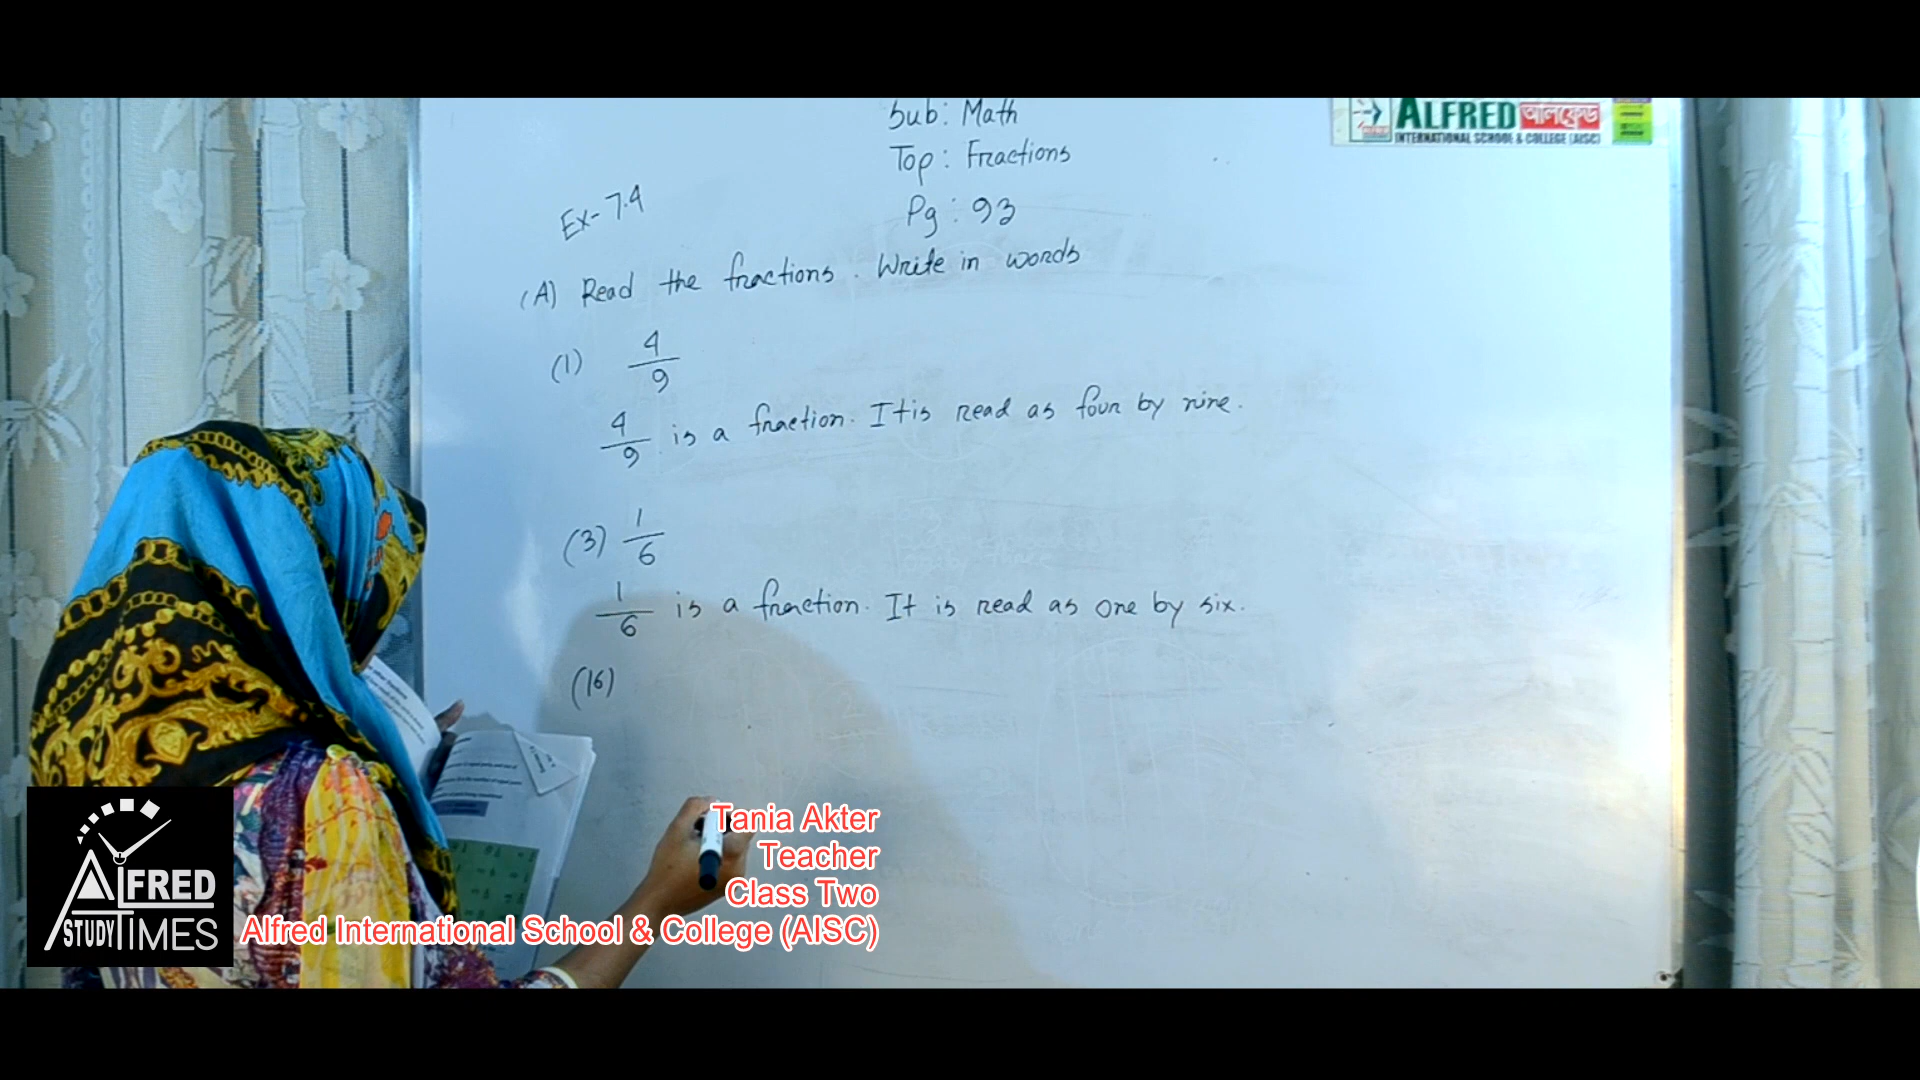 Sub: Math
Top: Fractions
Pg: 93
ALFRED আলফ্রেড
INTERNATIONAL SCHOOL & COLLEGE (AISC)
Ex- 7.4
(A) Read the fractions. Write in words
(1) 4/9
4/9 is a fraction. It is read as four by nine.
(3) 1/6
1/6 is a fraction. It is read as one by six.
(16)
Tania Akter
Teacher
Class Two
Alfred International School & College (AISC)
ALFRED
STUDY TIMES